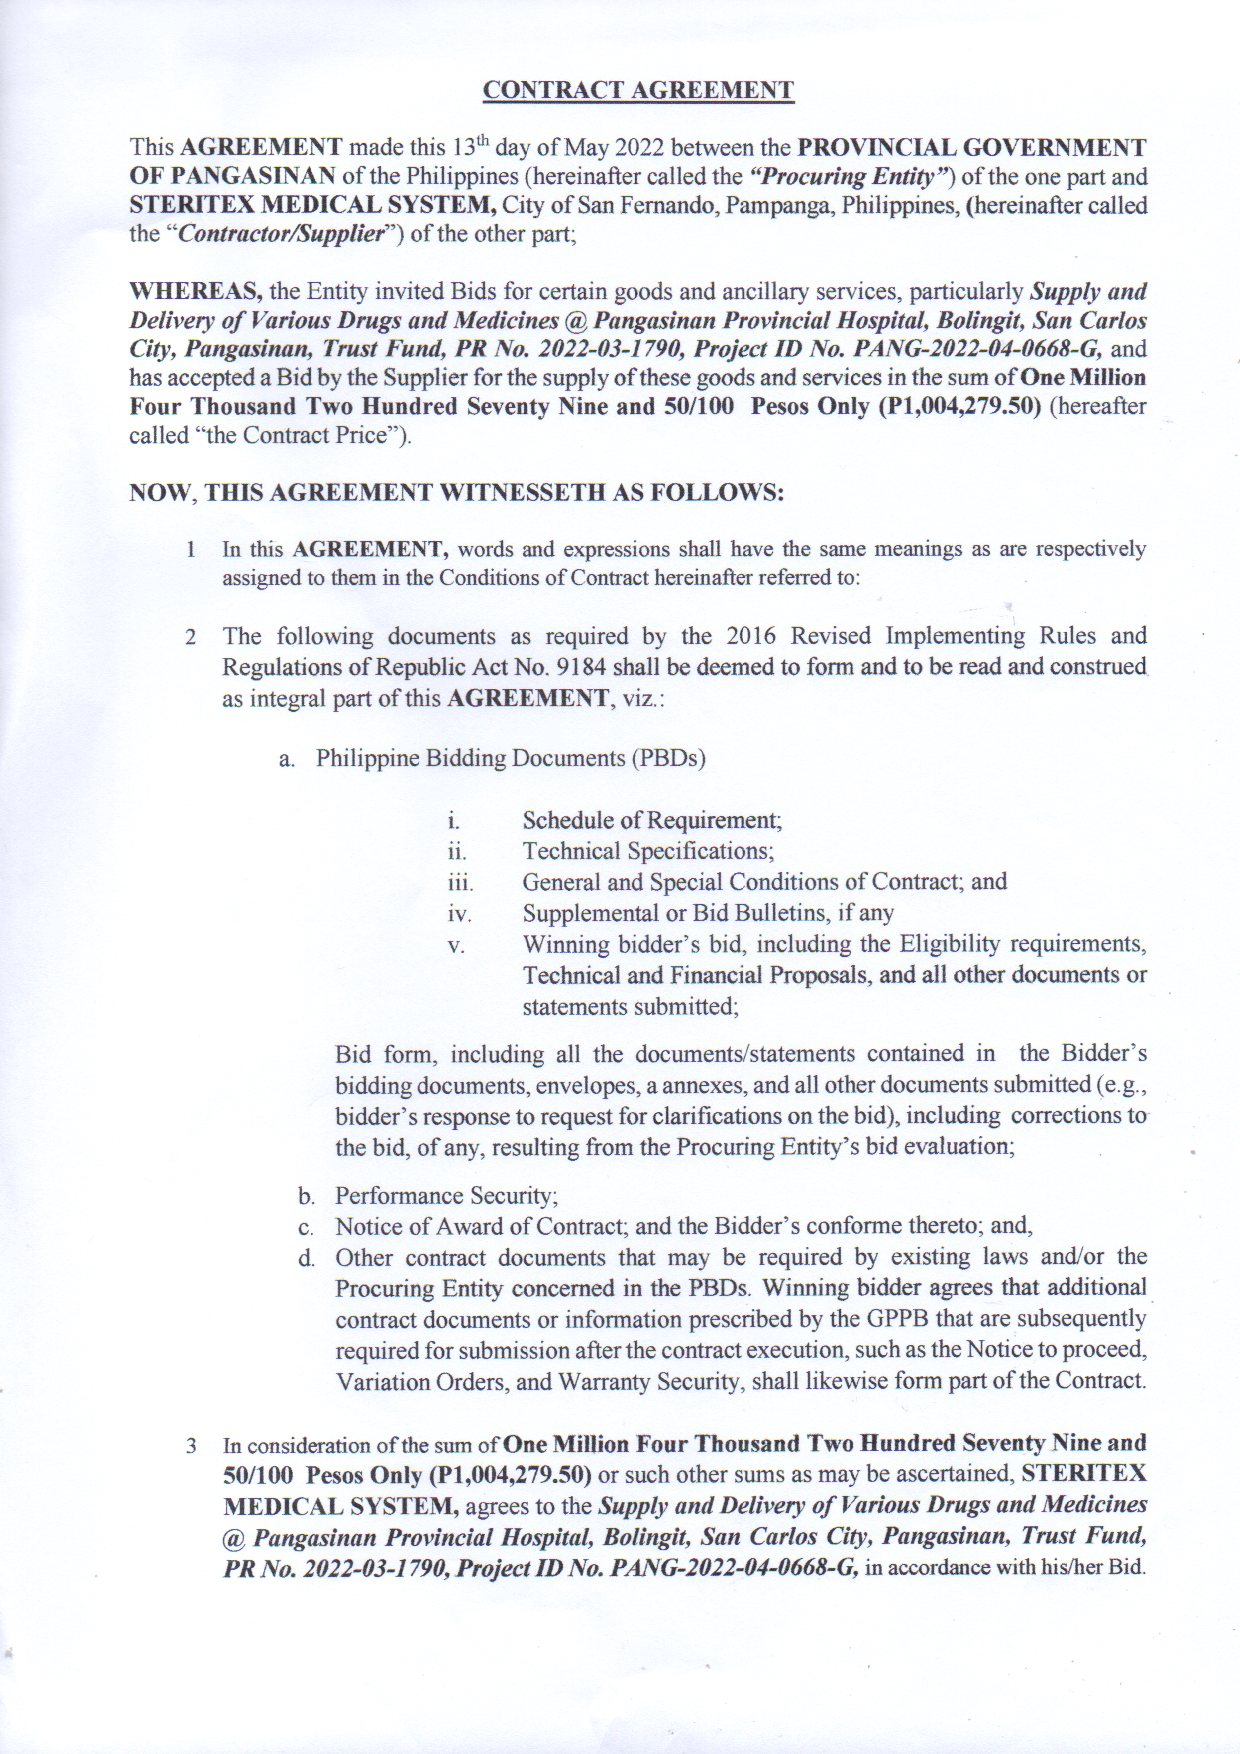 CONTRACT AGREEMENT
This AGREEMENT made this 13th day of May 2022 between the PROVINCIAL GOVERNMENT
OF PANGASINAN of the Philippines (hereinafter called the “Procuring Entity”) of the one part and
STERITEX MEDICAL SYSTEM, City of San Fernando, Pampanga, Philippines, (hereinafter called
the “Contractor/Supplier”) of the other part;
WHEREAS, the Entity invited Bids for certain goods and ancillary services, particularly Supply and
Delivery of Various Drugs and Medicines @ Pangasinan Provincial Hospital, Bolingit, San Carlos
City, Pangasinan, Trust Fund, PR No. 2022-03-1790, Project ID No. PANG-2022-04-0668-G, and
has accepted a Bid by the Supplier for the supply of these goods and services in the sum of One Million
Four Thousand Two Hundred Seventy Nine and 50/100 Pesos Only (P1,004,279.50) (hereafter
called “the Contract Price”).
NOW, THIS AGREEMENT WITNESSETH AS FOLLOWS:
1 In this AGREEMENT, words and expressions shall have the same meanings as are respectively
assigned to them in the Conditions of Contract hereinafter referred to:
2 The following documents as required by the 2016 Revised Implementing Rules and
Regulations of Republic Act No. 9184 shall be deemed to form and to be read and construed
as integral part of this AGREEMENT, viz.:
a. Philippine Bidding Documents (PBDs)
i. Schedule of Requirement;
ii. Technical Specifications;
iii. General and Special Conditions of Contract; and
iv. Supplemental or Bid Bulletins, if any
v. Winning bidder’s bid, including the Eligibility requirements,
Technical and Financial Proposals, and all other documents or
statements submitted;
Bid form, including all the documents/statements contained in the Bidder’s
bidding documents, envelopes, a annexes, and all other documents submitted (e.g.,
bidder’s response to request for clarifications on the bid), including corrections to
the bid, of any, resulting from the Procuring Entity’s bid evaluation;
b. Performance Security;
c. Notice of Award of Contract; and the Bidder’s conforme thereto; and,
d. Other contract documents that may be required by existing laws and/or the
Procuring Entity concerned in the PBDs. Winning bidder agrees that additional
contract documents or information prescribed by the GPPB that are subsequently
required for submission after the contract execution, such as the Notice to proceed,
Variation Orders, and Warranty Security, shall likewise form part of the Contract.
3 In consideration of the sum of One Million Four Thousand Two Hundred Seventy Nine and
50/100 Pesos Only (P1,004,279.50) or such other sums as may be ascertained, STERITEX
MEDICAL SYSTEM, agrees to the Supply and Delivery of Various Drugs and Medicines
@ Pangasinan Provincial Hospital, Bolingit, San Carlos City, Pangasinan, Trust Fund,
PR No. 2022-03-1790, Project ID No. PANG-2022-04-0668-G, in accordance with his/her Bid.